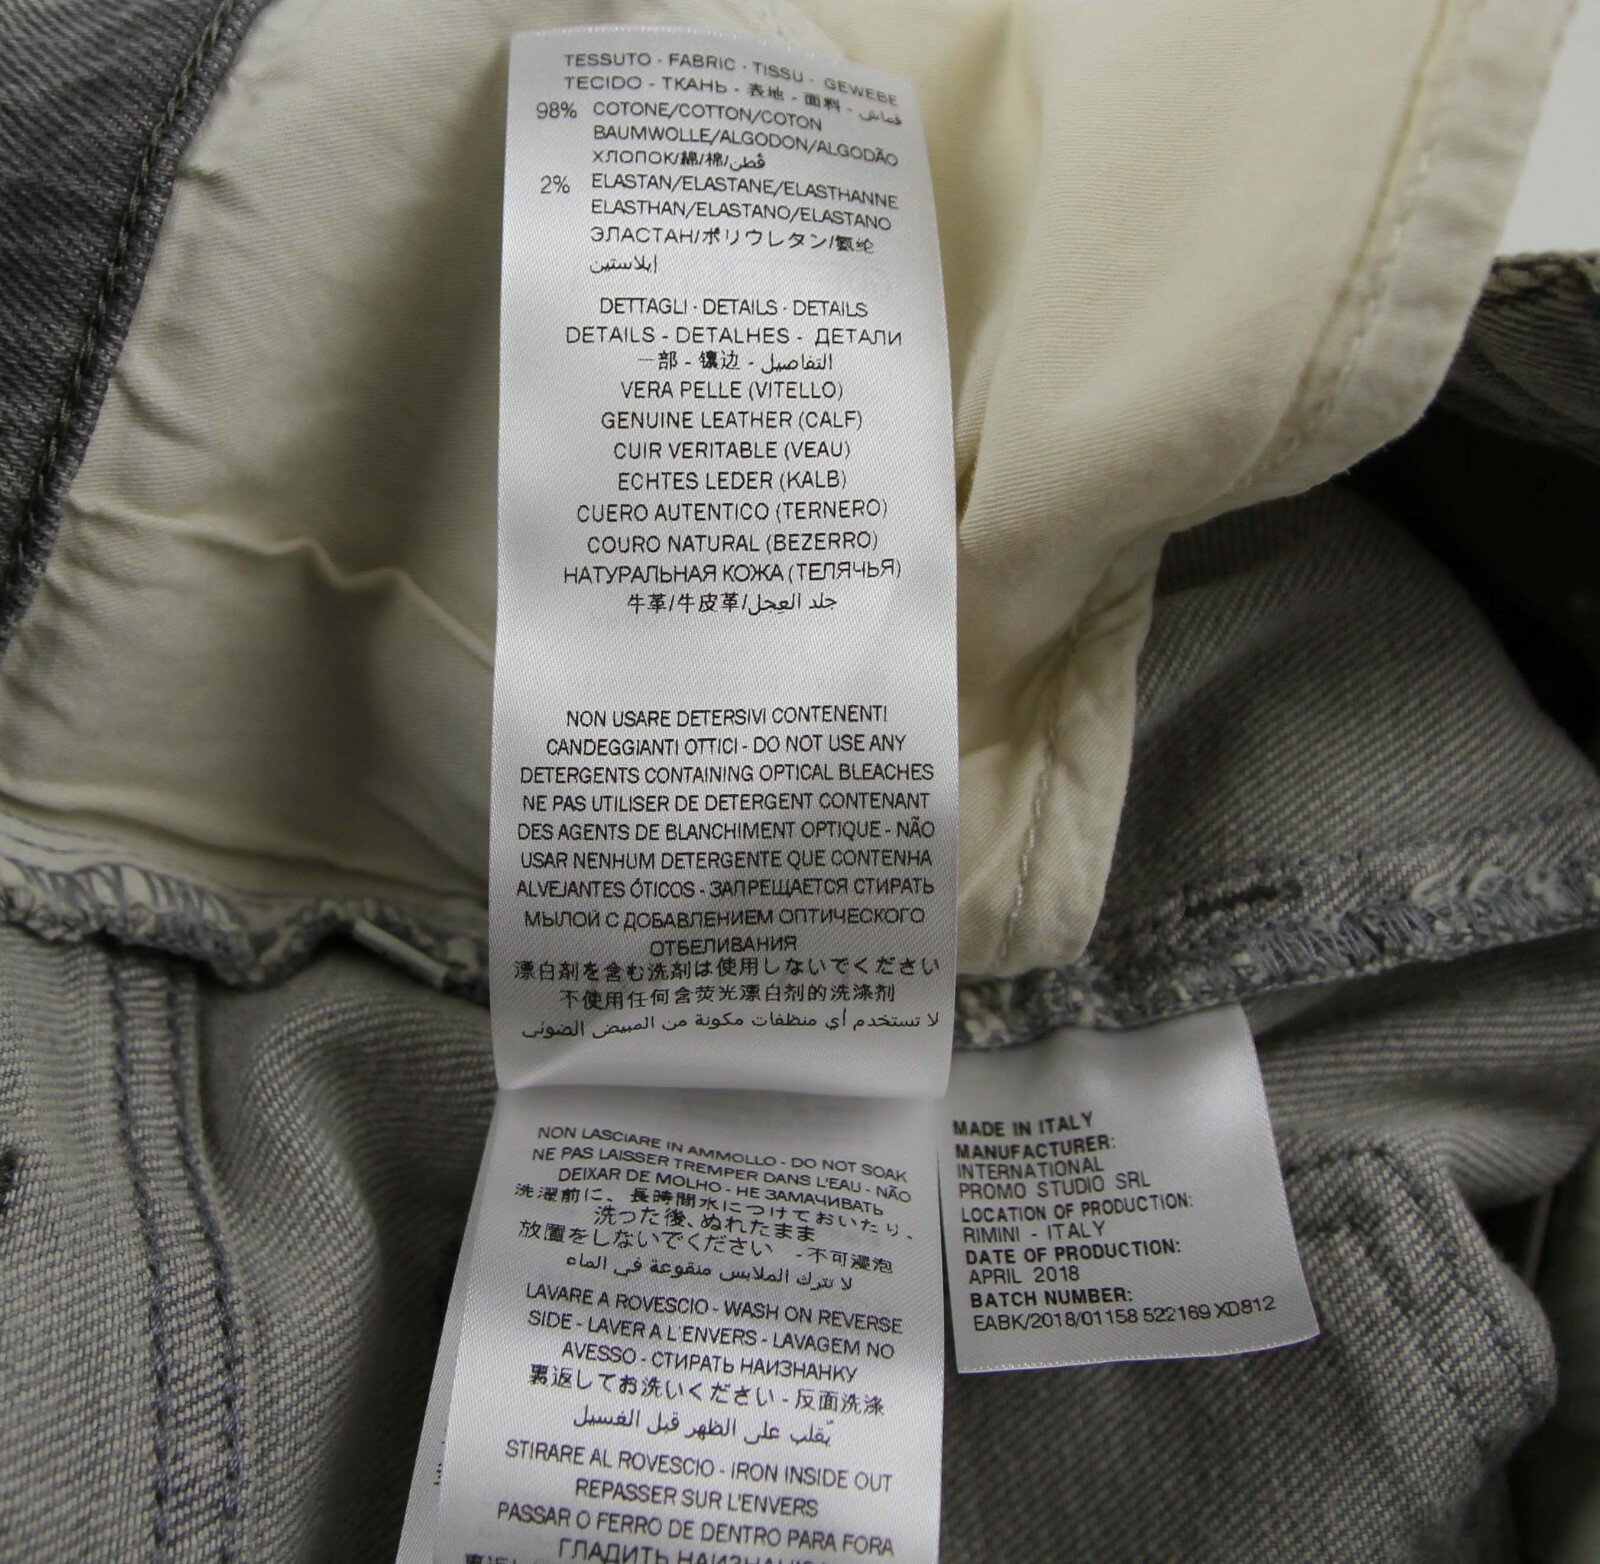 TESSUTO - FABRIC - TISSU - GEWEBE
TECIDO - ТКАНЬ - 表地 - 面料 - قماش
98% COTONE/COTTON/COTON
BAUMWOLLE/ALGODON/ALGODÃO
ХЛОПОК/綿/棉/قُطن
2% ELASTAN/ELASTANE/ELASTHANNE
ELASTHAN/ELASTANO/ELASTANO
ЭЛАСТАН/ポリウレタン/氨纶
إيلاستين
DETTAGLI - DETAILS - DETAILS
DETAILS - DETALHES - ДЕТАЛИ
一部 - 镶边 - التفاصيل
VERA PELLE (VITELLO)
GENUINE LEATHER (CALF)
CUIR VERITABLE (VEAU)
ECHTES LEDER (KALB)
CUERO AUTENTICO (TERNERO)
COURO NATURAL (BEZERRO)
НАТУРАЛЬНАЯ КОЖА (ТЕЛЯЧЬЯ)
牛革/牛皮革/جلد العجل
NON USARE DETERSIVI CONTENENTI
CANDEGGIANTI OTTICI - DO NOT USE ANY
DETERGENTS CONTAINING OPTICAL BLEACHES
NE PAS UTILISER DE DETERGENT CONTENANT
DES AGENTS DE BLANCHIMENT OPTIQUE - NÃO
USAR NENHUM DETERGENTE QUE CONTENHA
ALVEJANTES ÓTICOS - ЗАПРЕЩАЕТСЯ СТИРАТЬ
МЫЛОЙ С ДОБАВЛЕНИЕМ ОПТИЧЕСКОГО
ОТБЕЛИВАНИЯ
漂白剤を含む洗剤は使用しないでください
不使用任何含荧光漂白剂的洗涤剂
لا تستخدم أي منظفات مكونة من المبيض الضوئي
NON LASCIARE IN AMMOLLO - DO NOT SOAK
NE PAS LAISSER TREMPER DANS L'EAU - NÃO
DEIXAR DE MOLHO - НЕ ЗАМАЧИВАТЬ
洗濯前に、長時間水につけておいたり、
洗った後、ぬれたまま
放置をしないでください - 不可浸泡
لا تترك الملابس منقوعة في الماء
LAVARE A ROVESCIO - WASH ON REVERSE
SIDE - LAVER A L'ENVERS - LAVAGEM NO
AVESSO - СТИРАТЬ НАИЗНАНКУ
裏返してお洗いください - 反面洗涤
يقلب على الظهر قبل الغسيل
STIRARE AL ROVESCIO - IRON INSIDE OUT
REPASSER SUR L'ENVERS
PASSAR O FERRO DE DENTRO PARA FORA
ГЛАДИТЬ
MADE IN ITALY
MANUFACTURER:
INTERNATIONAL
PROMO STUDIO SRL
LOCATION OF PRODUCTION:
RIMINI - ITALY
DATE OF PRODUCTION:
APRIL 2018
BATCH NUMBER:
EABK/2018/01158 522169 XD812